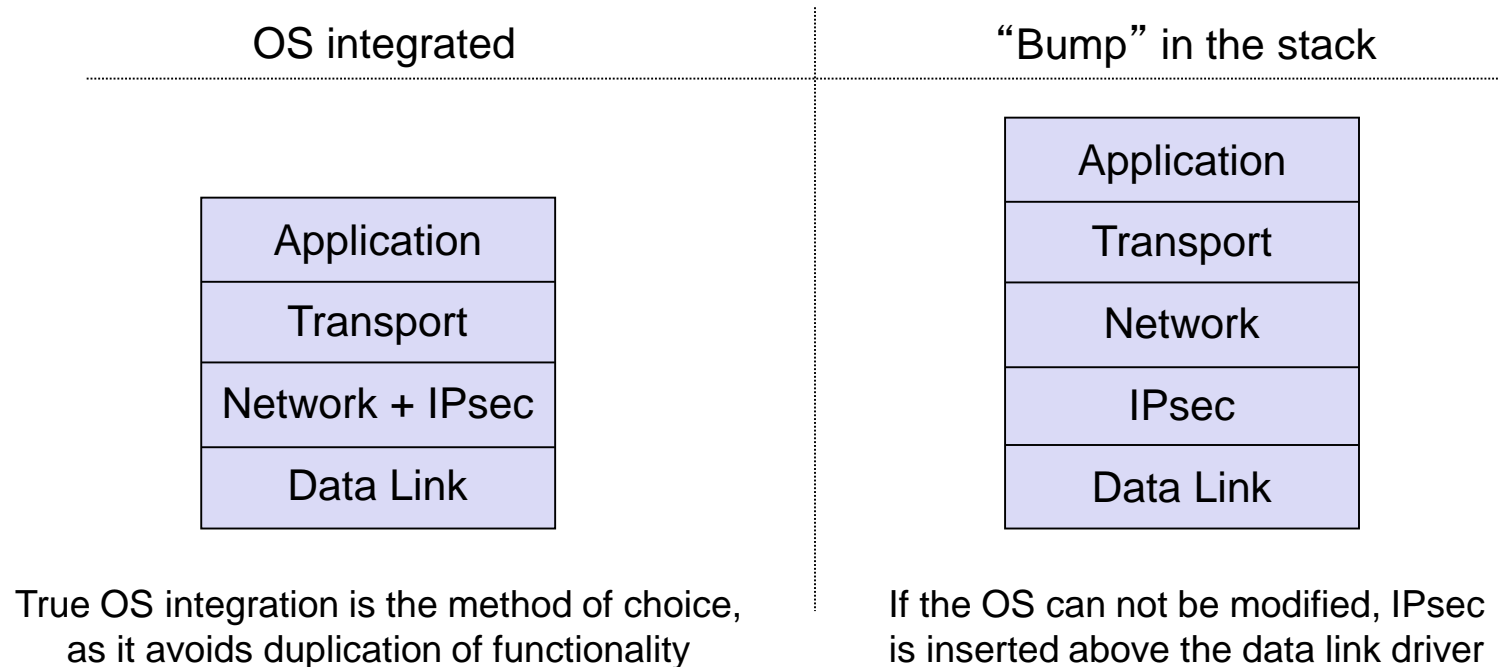 OS integrated
Application
Transport
Network + IPsec
Data Link
True OS integration is the method of choice,
as it avoids duplication of functionality
“Bump” in the stack
Application
Transport
Network
IPsec
Data Link
If the OS can not be modified, IPsec
is inserted above the data link driver